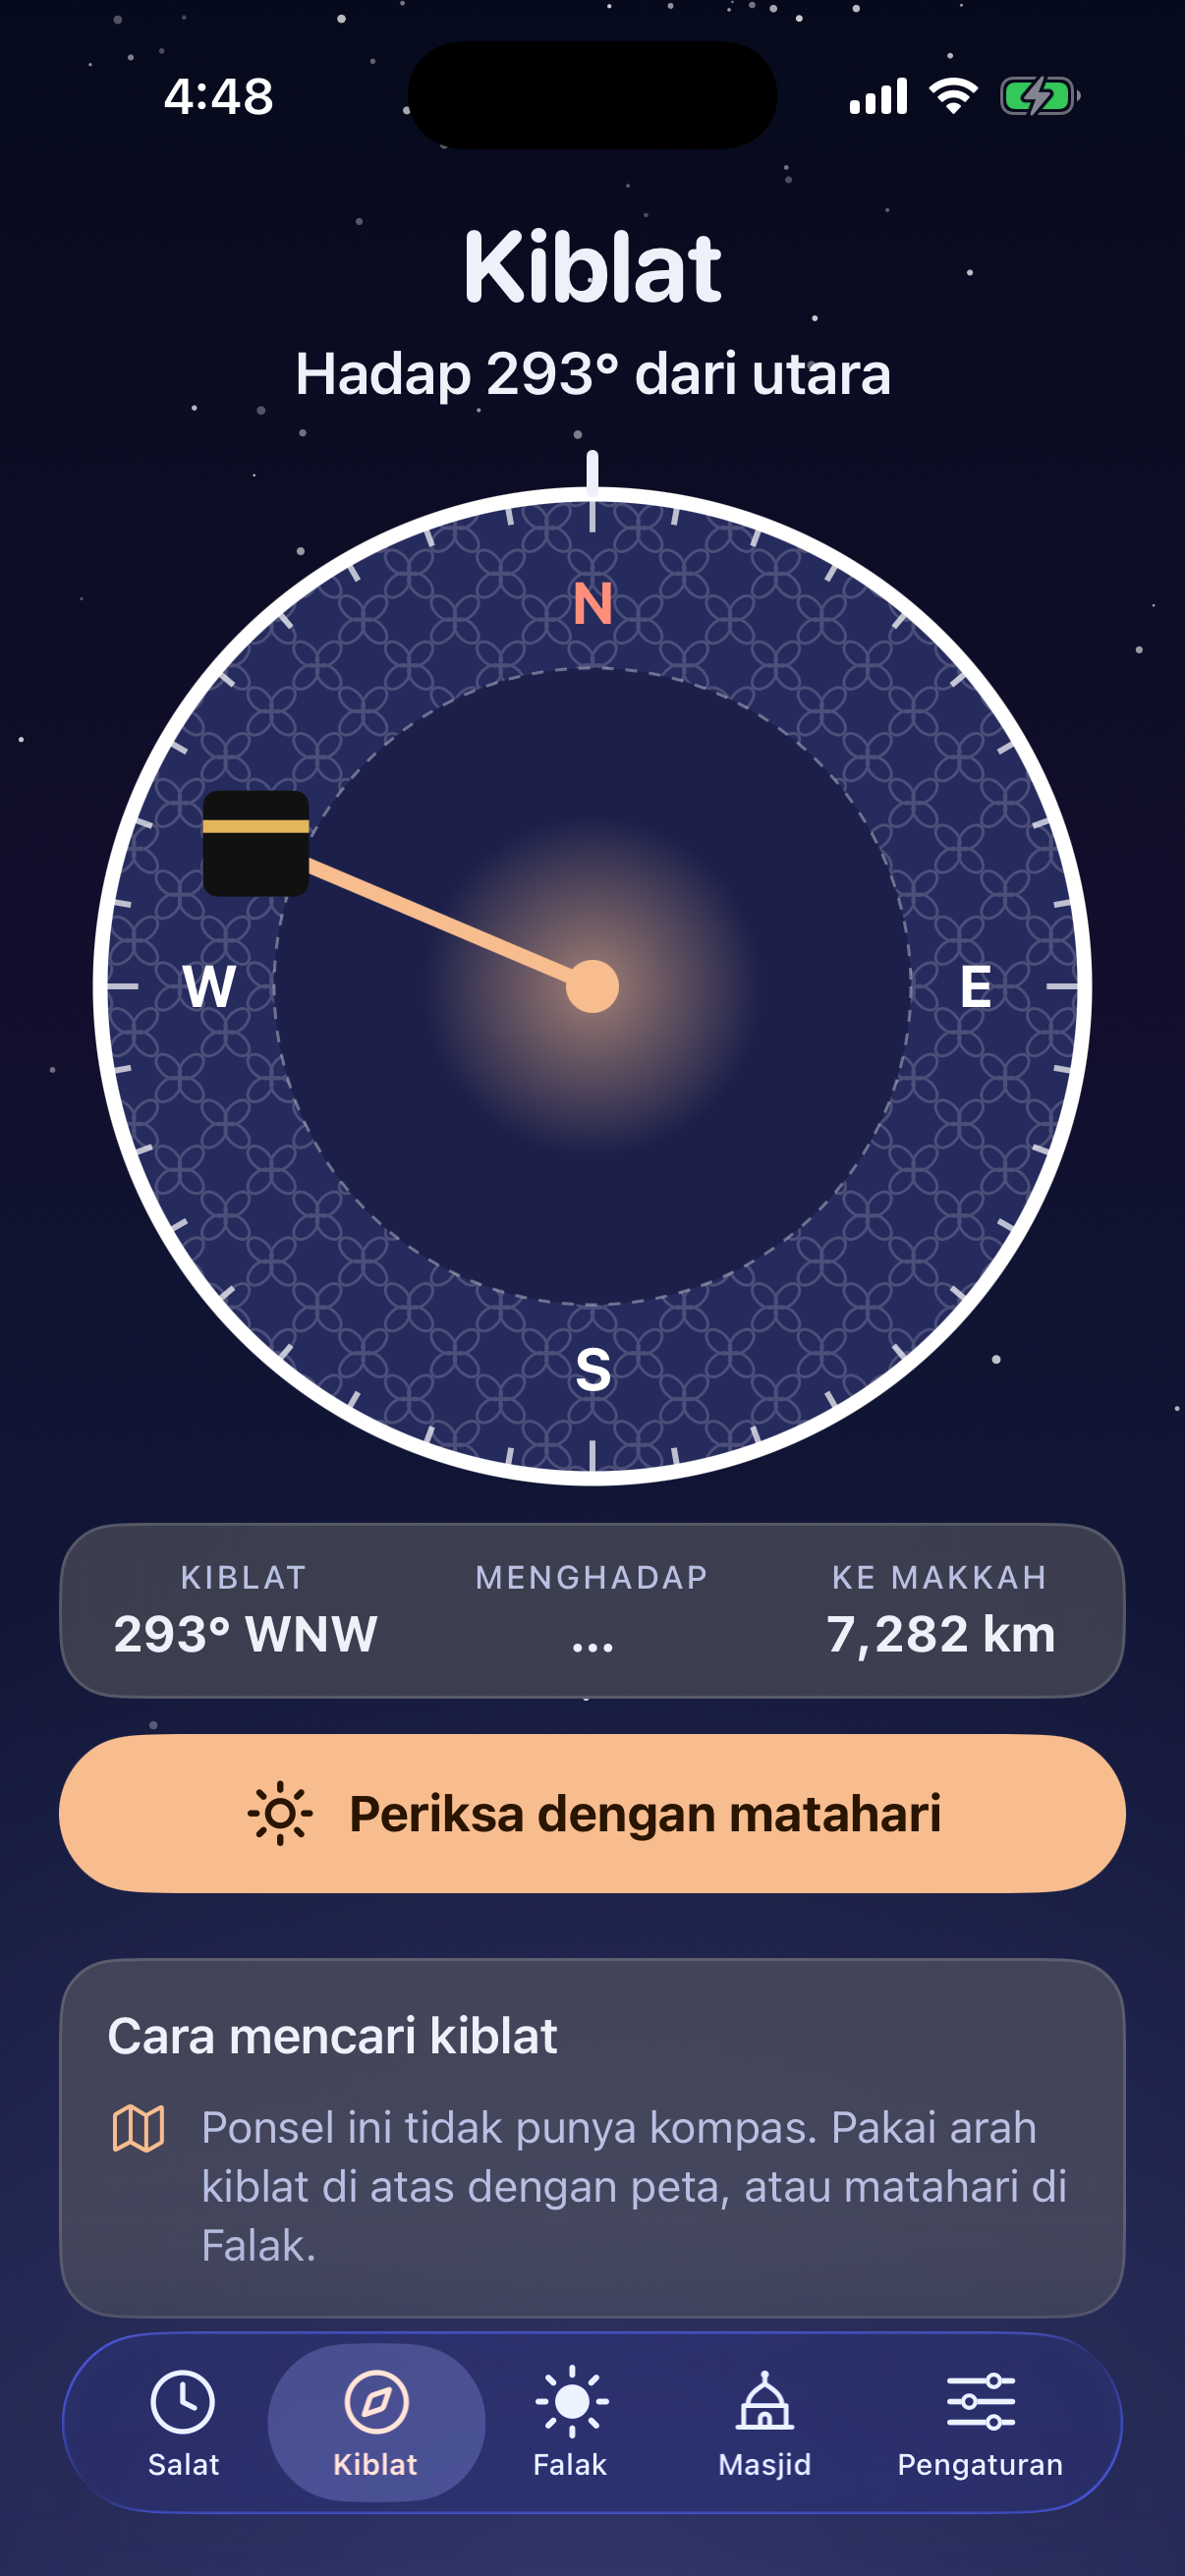 4:48
Kiblat
Hadap 293° dari utara
N
W
E
S
KIBLAT
293° WNW
MENGHADAP
...
KE MAKKAH
7,282 km
Periksa dengan matahari
Cara mencari kiblat
Ponsel ini tidak punya kompas. Pakai arah
kiblat di atas dengan peta, atau matahari di
Falak.
Salat
Kiblat
Falak
Masjid
Pengaturan